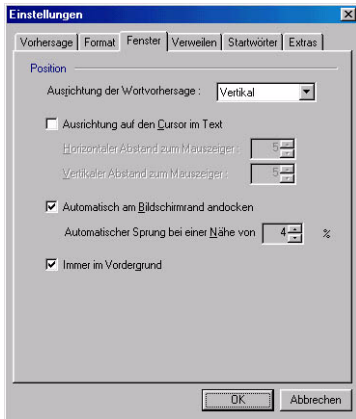 Einstellungen
Vorhersage Format Fenster Verweilen Startwörter Extras
Position
Ausrichtung der Wortvorhersage : Vertikal
Ausrichtung auf den Cursor im Text
Horizontaler Abstand zum Mauszeiger : 5
Vertikaler Abstand zum Mauszeiger : 5
Automatisch am Bildschirmrand andocken
Automatischer Sprung bei einer Nähe von 4 %
Immer im Vordergrund
OK Abbrechen